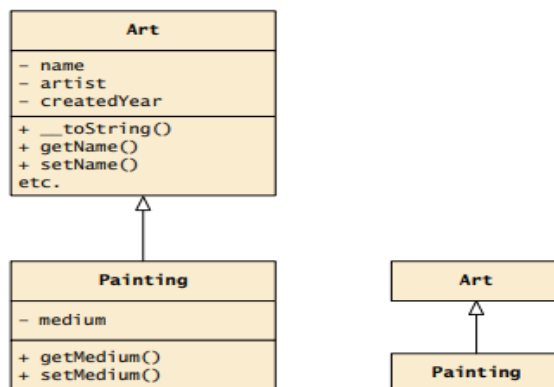 Art
- name
- artist
- createdYear
+ __toString()
+ getName()
+ setName()
etc.
Painting
- medium
+ getMedium()
+ setMedium()
Art
Painting